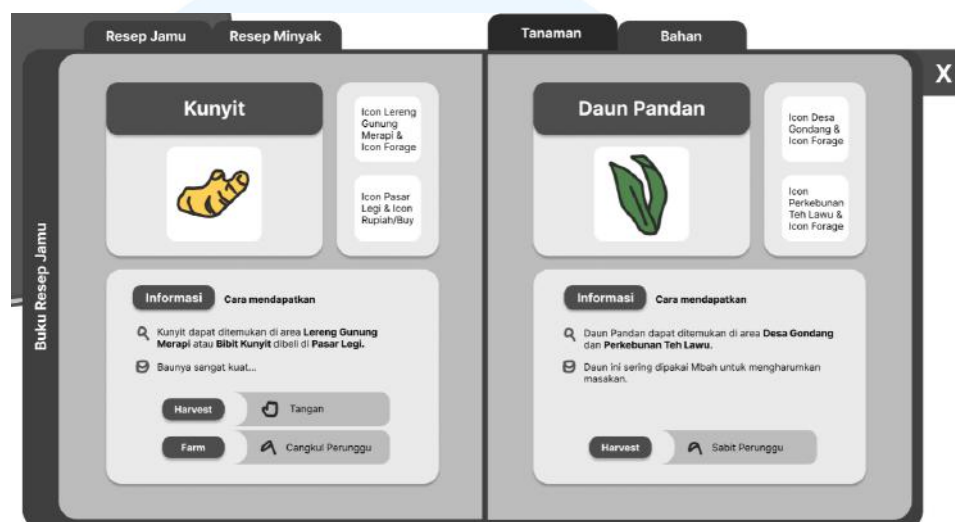 Resep Jamu
Resep Minyak
Tanaman
Bahan
X
Buku Resep Jamu
Kunyit
Icon Lereng
Gunung
Merapi &
Icon Forage
Icon Pasar
Legi & Icon
Rupiah/Buy
Informasi
Cara mendapatkan
Kunyit dapat ditemukan di area Lereng Gunung
Merapi atau Bibit Kunyit dibeli di Pasar Legi.
Baunya sangat kuat...
Harvest
Tangan
Farm
Cangkul Perunggu
Daun Pandan
Icon Desa
Gondang &
Icon Forage
Icon
Perkebunan
Teh Lawu &
Icon Forage
Informasi
Cara mendapatkan
Daun Pandan dapat ditemukan di area Desa Gondang
dan Perkebunan Teh Lawu.
Daun ini sering dipakai Mbah untuk mengharumkan
masakan.
Harvest
Sabit Perunggu